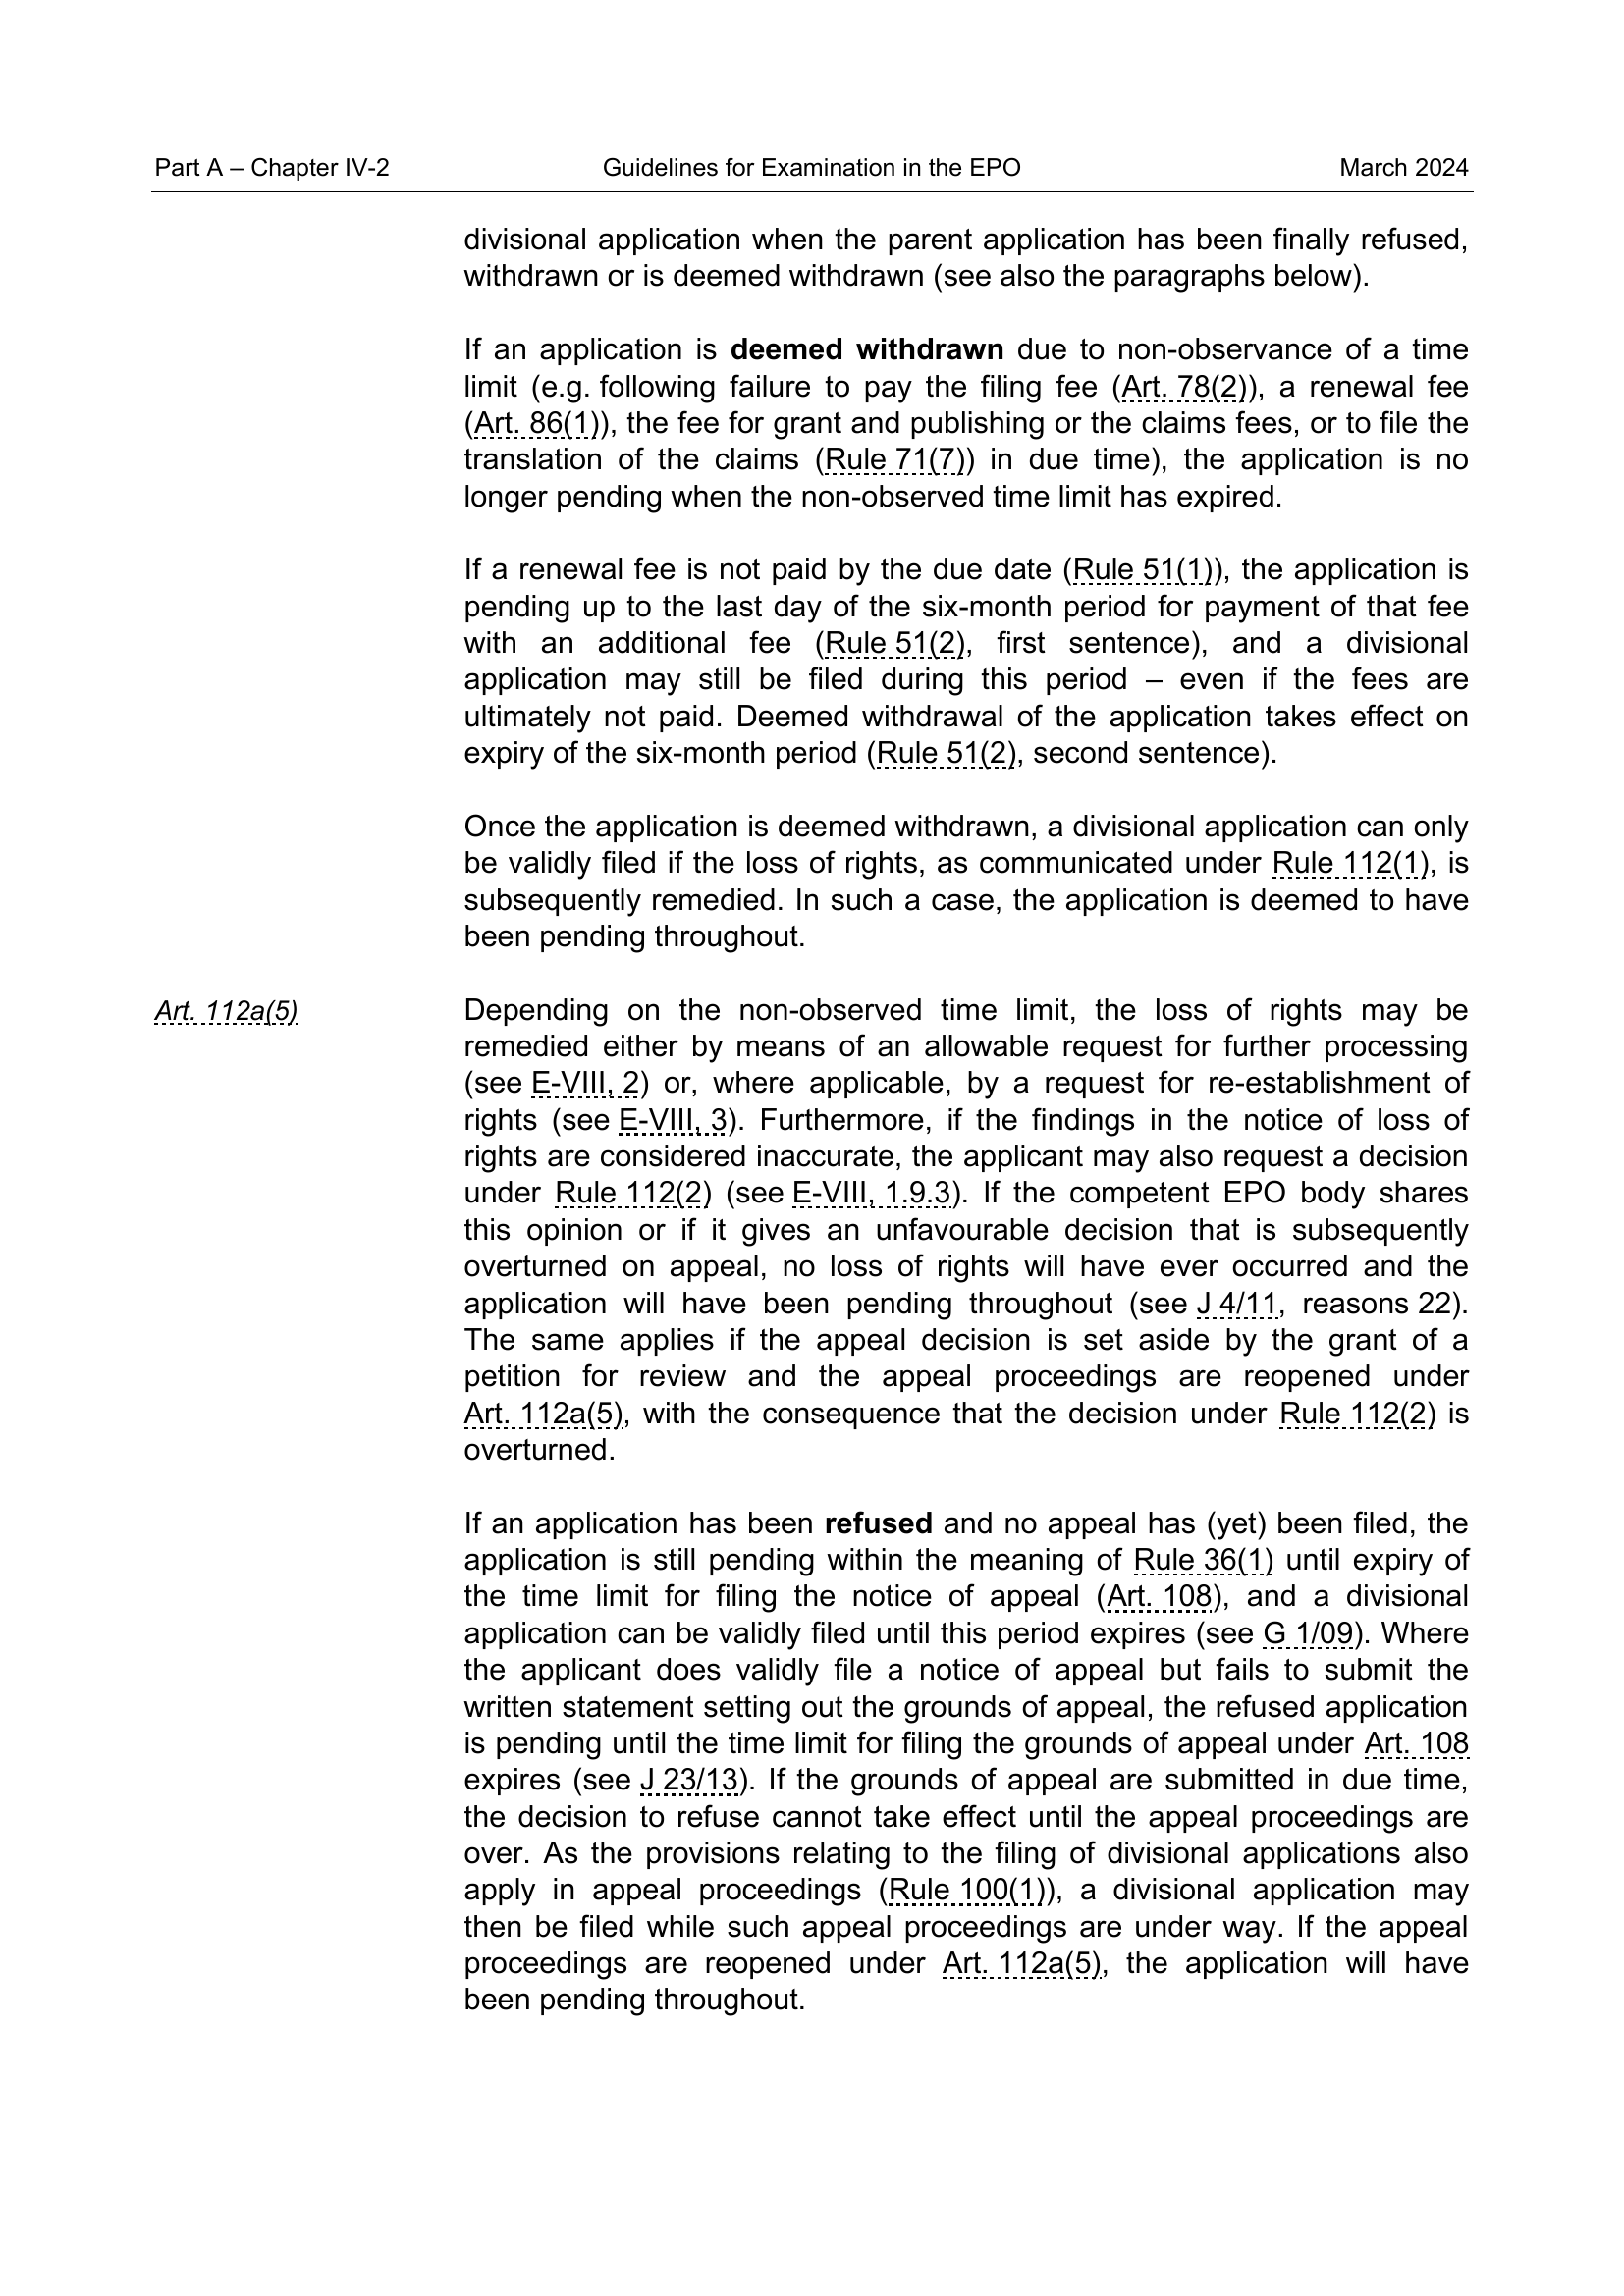 Part A – Chapter IV-2 Guidelines for Examination in the EPO March 2024
divisional application when the parent application has been finally refused,
withdrawn or is deemed withdrawn (see also the paragraphs below).
If an application is deemed withdrawn due to non-observance of a time
limit (e.g. following failure to pay the filing fee (Art. 78(2)), a renewal fee
(Art. 86(1)), the fee for grant and publishing or the claims fees, or to file the
translation of the claims (Rule 71(7)) in due time), the application is no
longer pending when the non-observed time limit has expired.
If a renewal fee is not paid by the due date (Rule 51(1)), the application is
pending up to the last day of the six-month period for payment of that fee
with an additional fee (Rule 51(2), first sentence), and a divisional
application may still be filed during this period – even if the fees are
ultimately not paid. Deemed withdrawal of the application takes effect on
expiry of the six-month period (Rule 51(2), second sentence).
Once the application is deemed withdrawn, a divisional application can only
be validly filed if the loss of rights, as communicated under Rule 112(1), is
subsequently remedied. In such a case, the application is deemed to have
been pending throughout.
Art. 112a(5)
Depending on the non-observed time limit, the loss of rights may be
remedied either by means of an allowable request for further processing
(see E-VIII, 2) or, where applicable, by a request for re-establishment of
rights (see E-VIII, 3). Furthermore, if the findings in the notice of loss of
rights are considered inaccurate, the applicant may also request a decision
under Rule 112(2) (see E-VIII, 1.9.3). If the competent EPO body shares
this opinion or if it gives an unfavourable decision that is subsequently
overturned on appeal, no loss of rights will have ever occurred and the
application will have been pending throughout (see J 4/11, reasons 22).
The same applies if the appeal decision is set aside by the grant of a
petition for review and the appeal proceedings are reopened under
Art. 112a(5), with the consequence that the decision under Rule 112(2) is
overturned.
If an application has been refused and no appeal has (yet) been filed, the
application is still pending within the meaning of Rule 36(1) until expiry of
the time limit for filing the notice of appeal (Art. 108), and a divisional
application can be validly filed until this period expires (see G 1/09). Where
the applicant does validly file a notice of appeal but fails to submit the
written statement setting out the grounds of appeal, the refused application
is pending until the time limit for filing the grounds of appeal under Art. 108
expires (see J 23/13). If the grounds of appeal are submitted in due time,
the decision to refuse cannot take effect until the appeal proceedings are
over. As the provisions relating to the filing of divisional applications also
apply in appeal proceedings (Rule 100(1)), a divisional application may
then be filed while such appeal proceedings are under way. If the appeal
proceedings are reopened under Art. 112a(5), the application will have
been pending throughout.